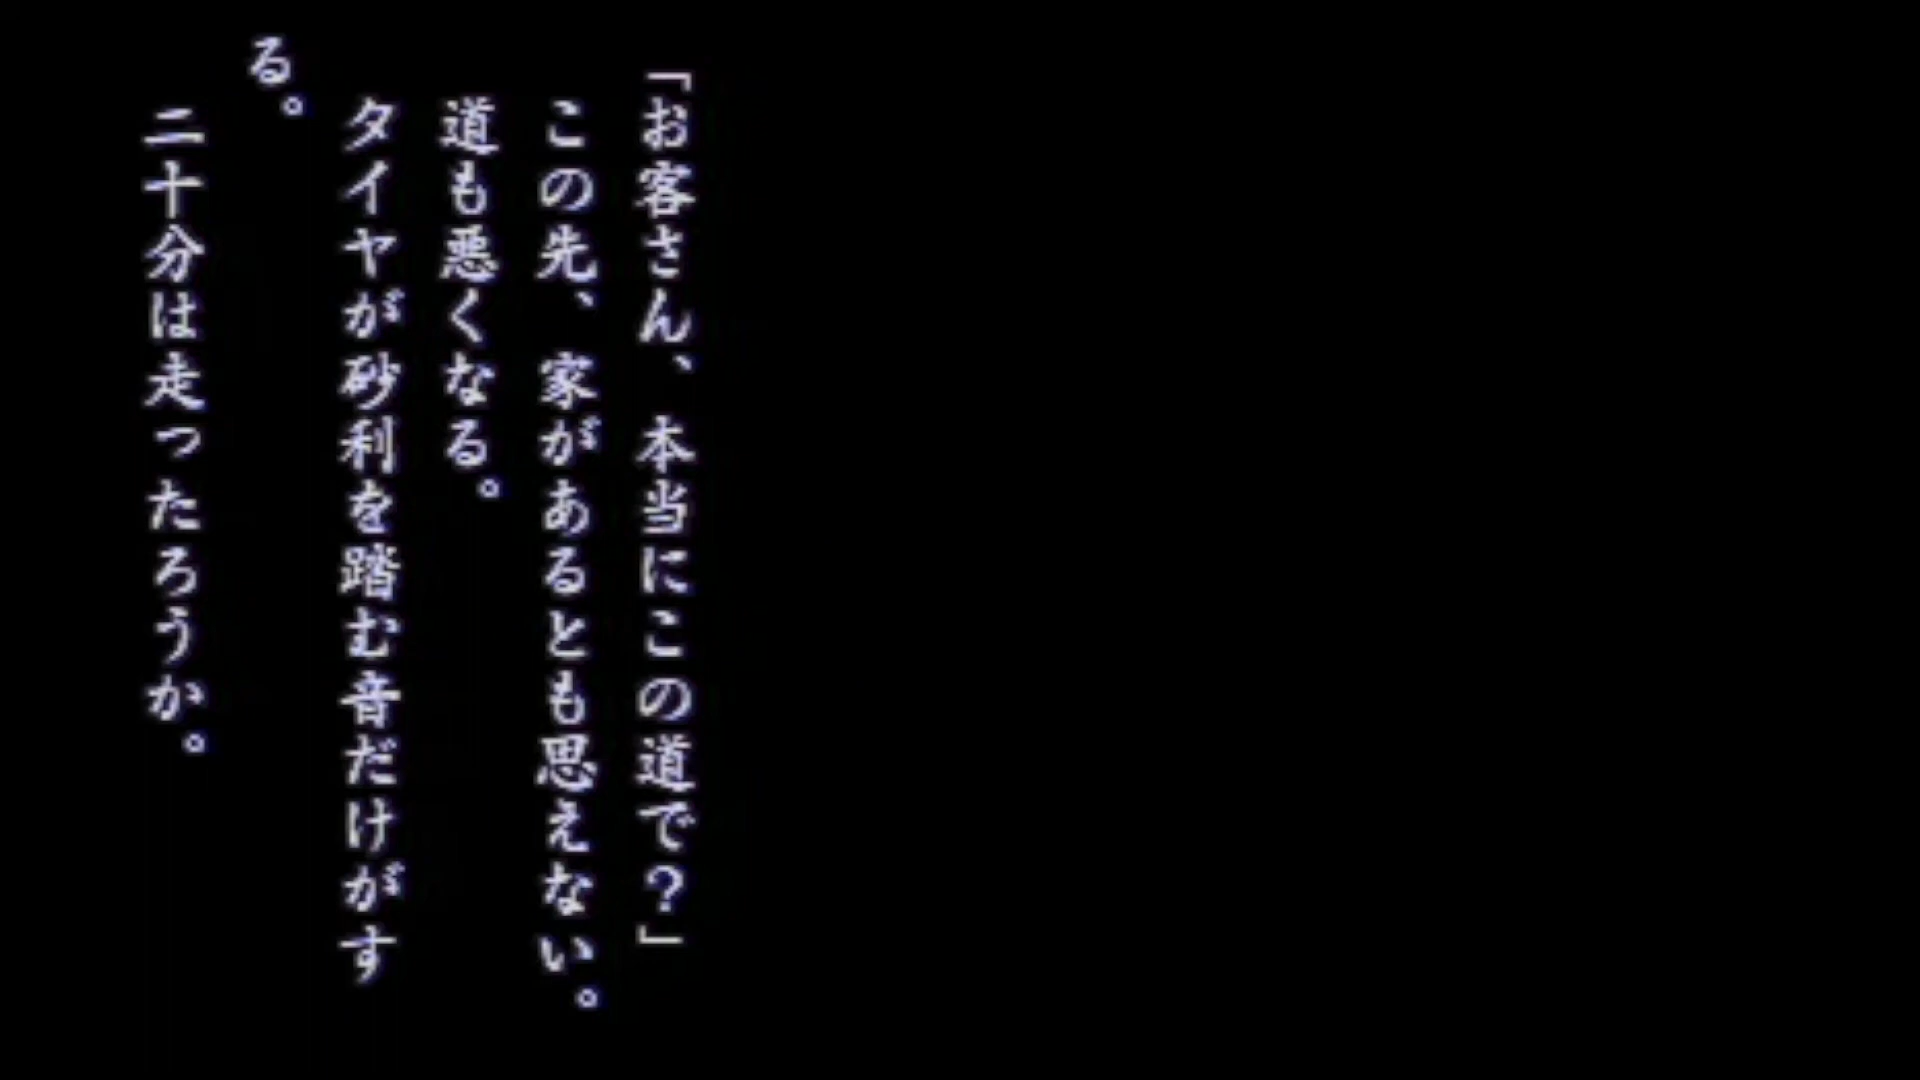 「お客さん、本当にこの道で？」
この先、家があるとも思えない。
道も悪くなる。
タイヤが砂利を踏む音だけがす
る。
二十分は走ったろうか。